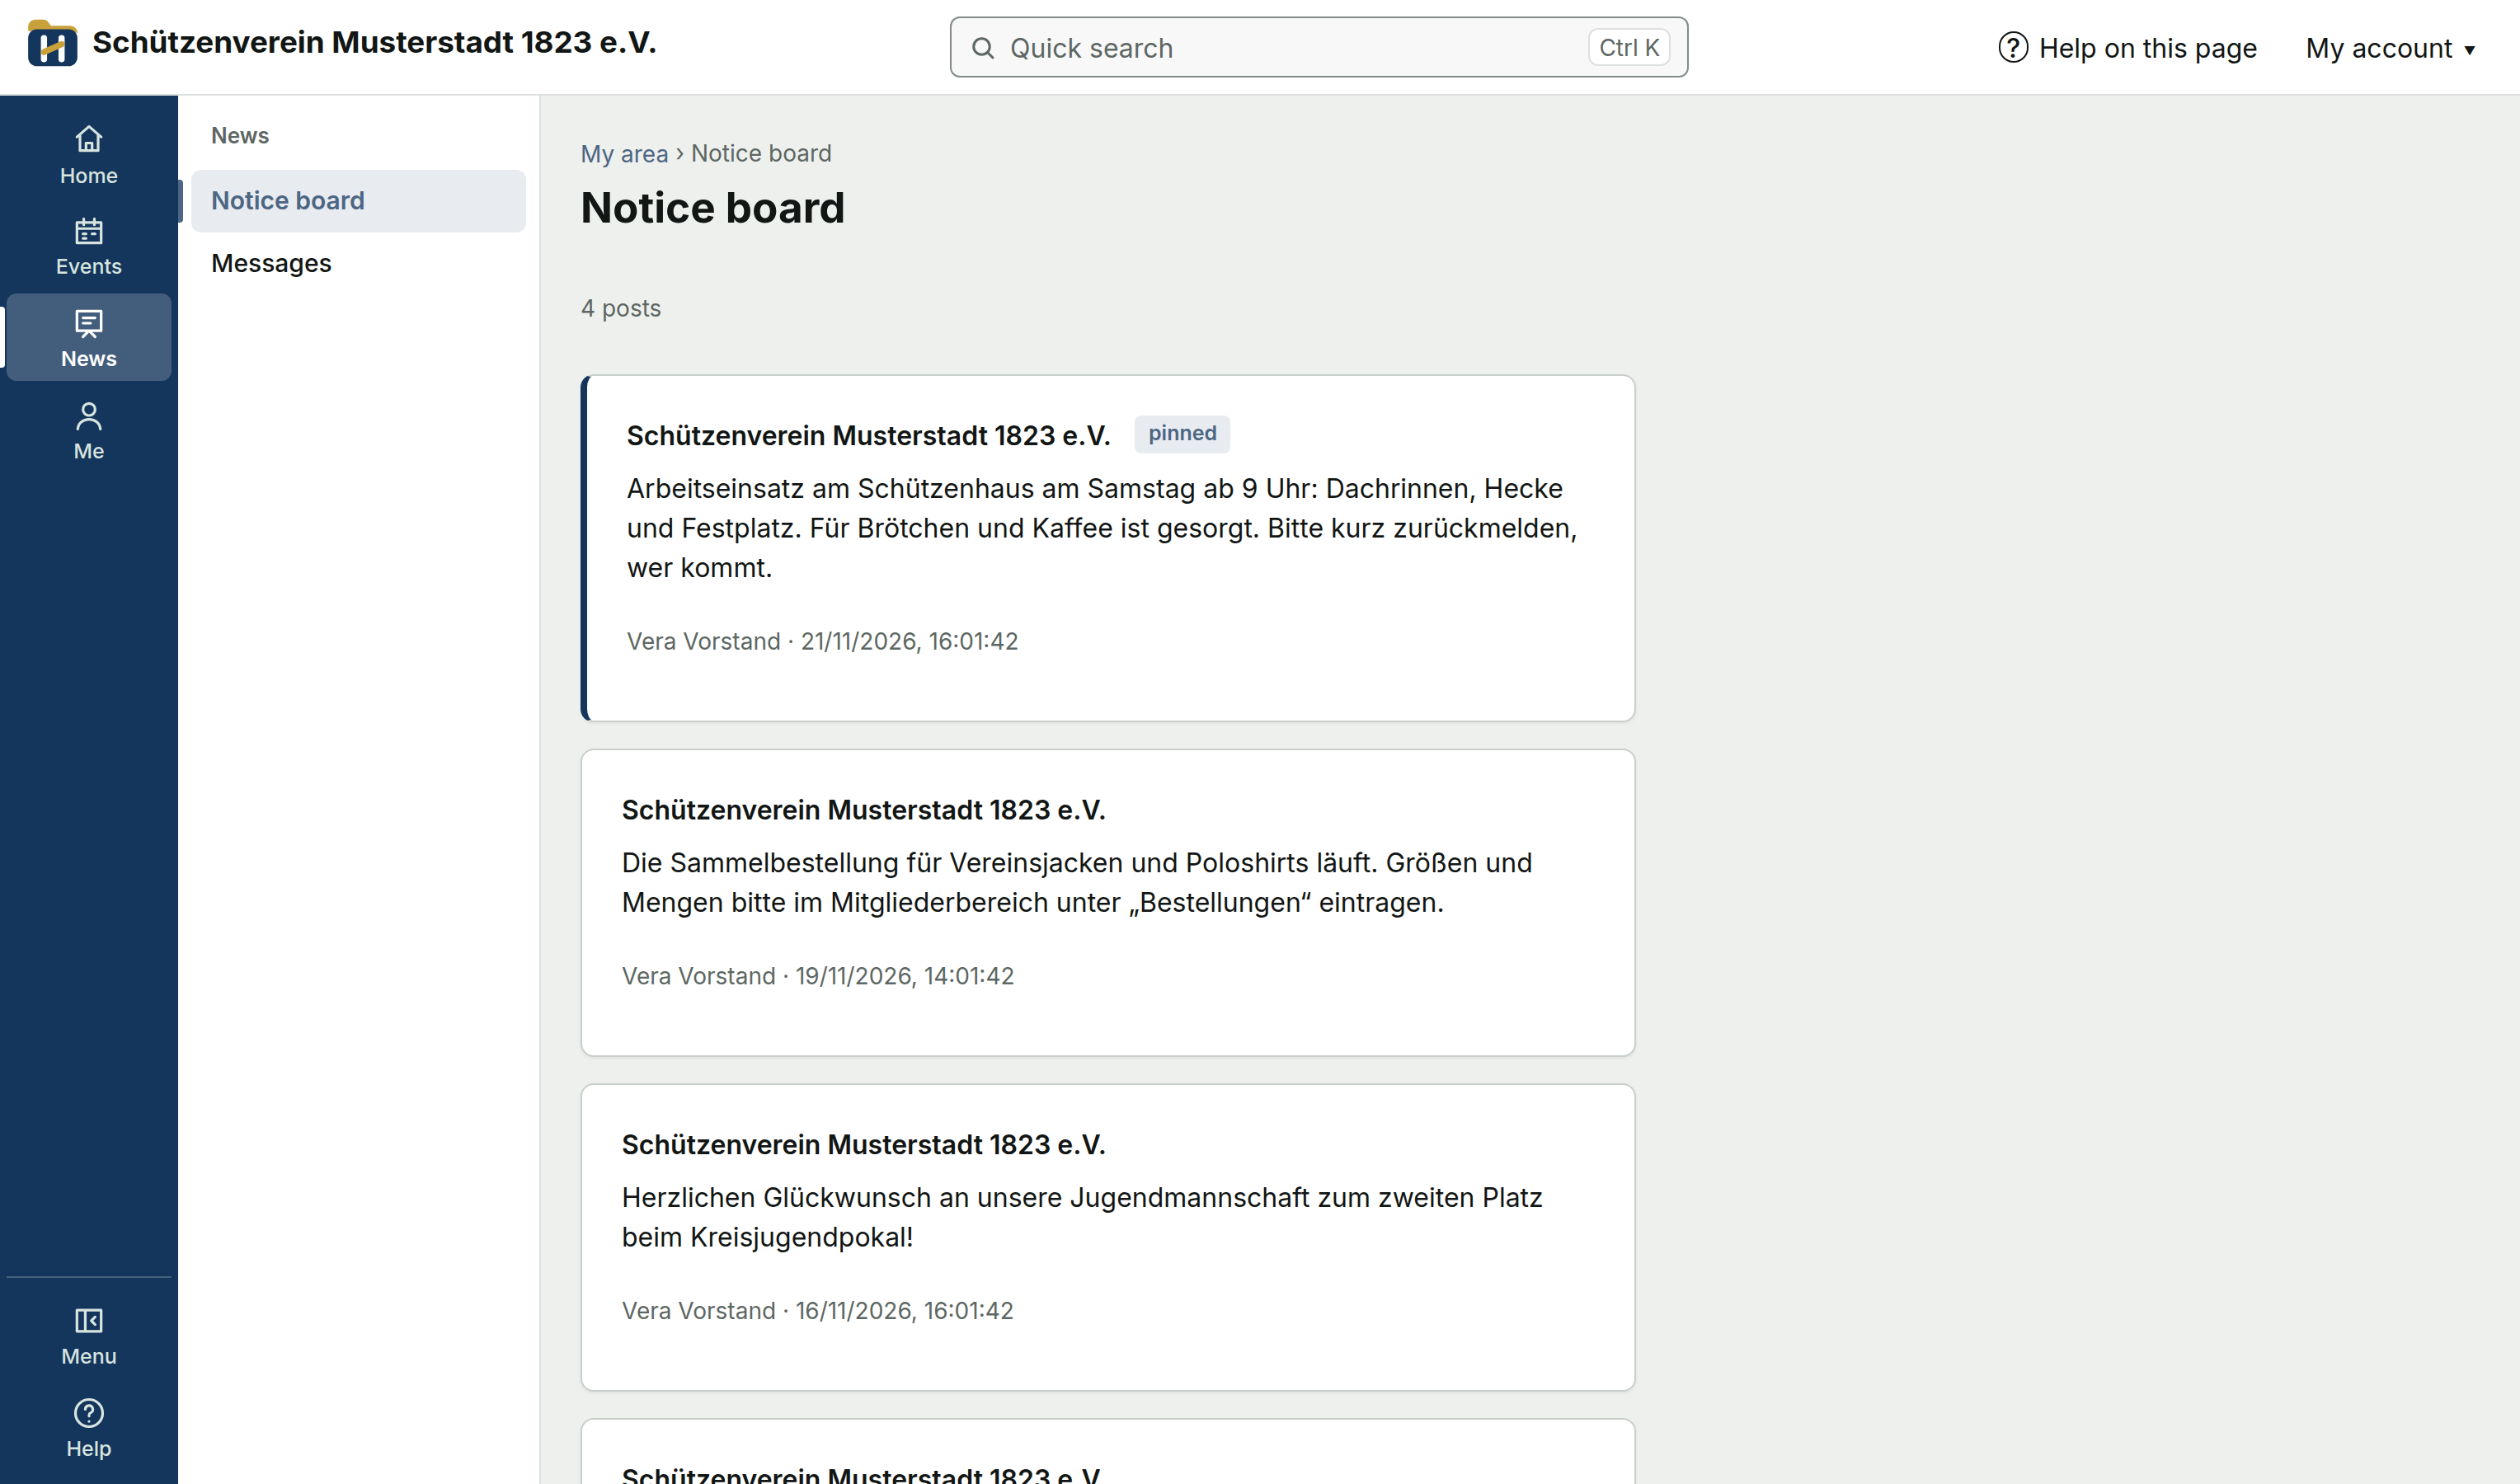 Schützenverein Musterstadt 1823 e.V.
Quick search
Ctrl K
Help on this page
My account
Home
Events
News
Me
Menu
Help
News
Notice board
Messages
My area › Notice board
Notice board
4 posts
Schützenverein Musterstadt 1823 e.V. pinned
Arbeitseinsatz am Schützenhaus am Samstag ab 9 Uhr: Dachrinnen, Hecke
und Festplatz. Für Brötchen und Kaffee ist gesorgt. Bitte kurz zurückmelden,
wer kommt.
Vera Vorstand · 21/11/2026, 16:01:42
Schützenverein Musterstadt 1823 e.V.
Die Sammelbestellung für Vereinsjacken und Poloshirts läuft. Größen und
Mengen bitte im Mitgliederbereich unter „Bestellungen“ eintragen.
Vera Vorstand · 19/11/2026, 14:01:42
Schützenverein Musterstadt 1823 e.V.
Herzlichen Glückwunsch an unsere Jugendmannschaft zum zweiten Platz
beim Kreisjugendpokal!
Vera Vorstand · 16/11/2026, 16:01:42
Schützenverein Musterstadt 1823 e.V.